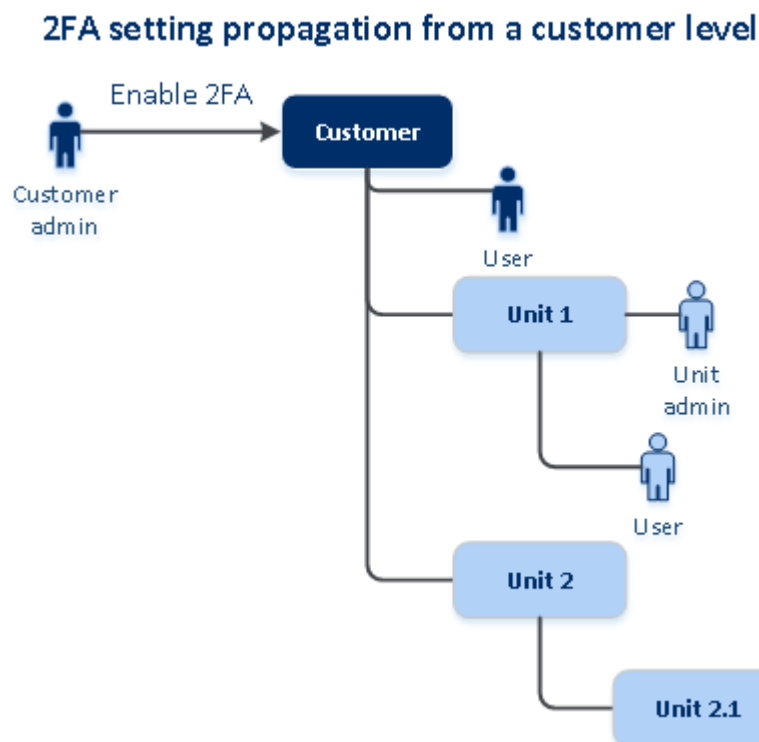 2FA setting propagation from a customer level
Enable 2FA
Customer
Customer
admin
User
Unit 1
Unit
admin
User
Unit 2
Unit 2.1